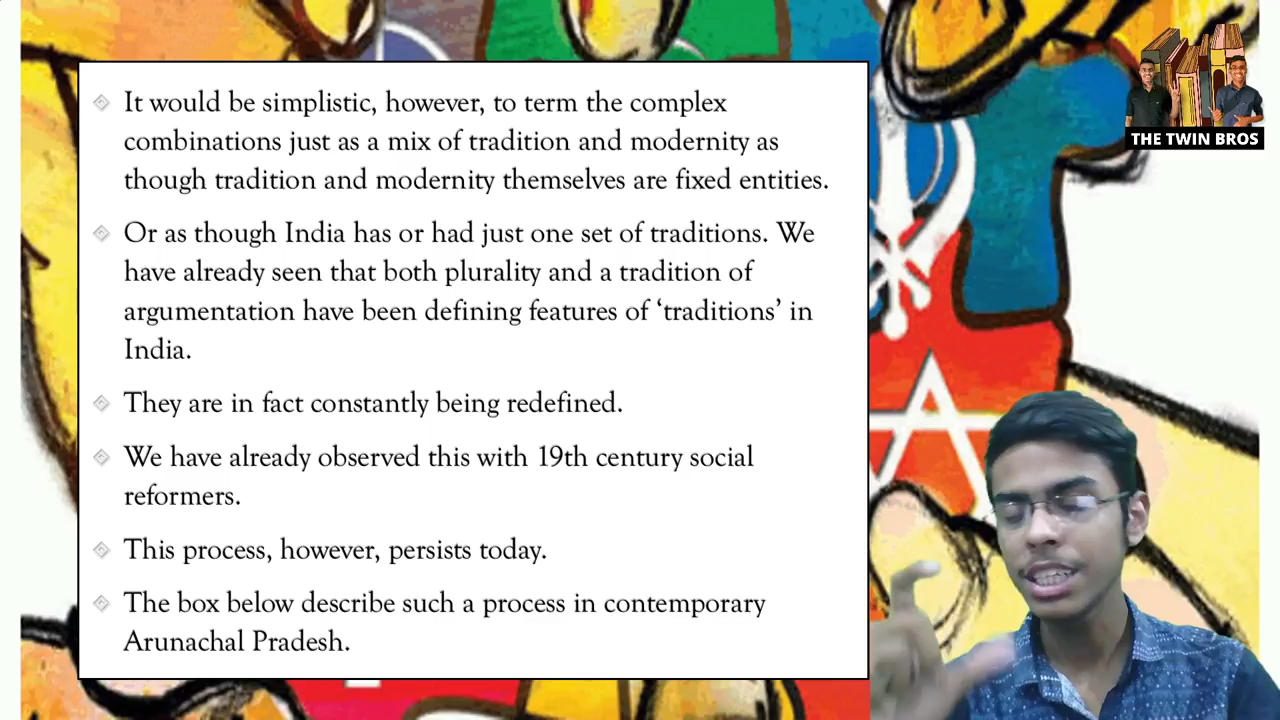 It would be simplistic, however, to term the complex
combinations just as a mix of tradition and modernity as
though tradition and modernity themselves are fixed entities.
Or as though India has or had just one set of traditions. We
have already seen that both plurality and a tradition of
argumentation have been defining features of ‘traditions’ in
India.
They are in fact constantly being redefined.
We have already observed this with 19th century social
reformers.
This process, however, persists today.
The box below describe such a process in contemporary
Arunachal Pradesh.
THE TWIN BROS